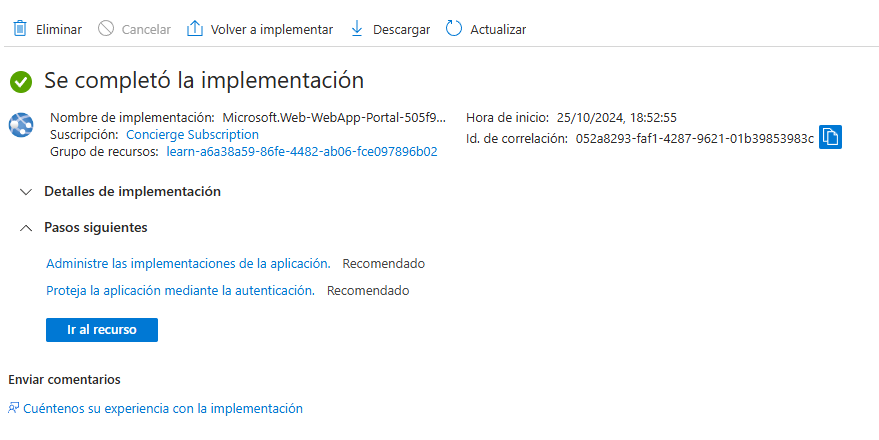 Eliminar Cancelar Volver a implementar Descargar Actualizar
Se completó la implementación
Nombre de implementación: Microsoft.Web-WebApp-Portal-505f9... Hora de inicio: 25/10/2024, 18:52:55
Suscripción: Concierge Subscription Id. de correlación: 052a8293-faf1-4287-9621-01b39853983c
Grupo de recursos: learn-a6a38a59-86fe-4482-ab06-fce097896b02
Detalles de implementación
Pasos siguientes
Administre las implementaciones de la aplicación. Recomendado
Proteja la aplicación mediante la autenticación. Recomendado
Ir al recurso
Enviar comentarios
Cuéntenos su experiencia con la implementación